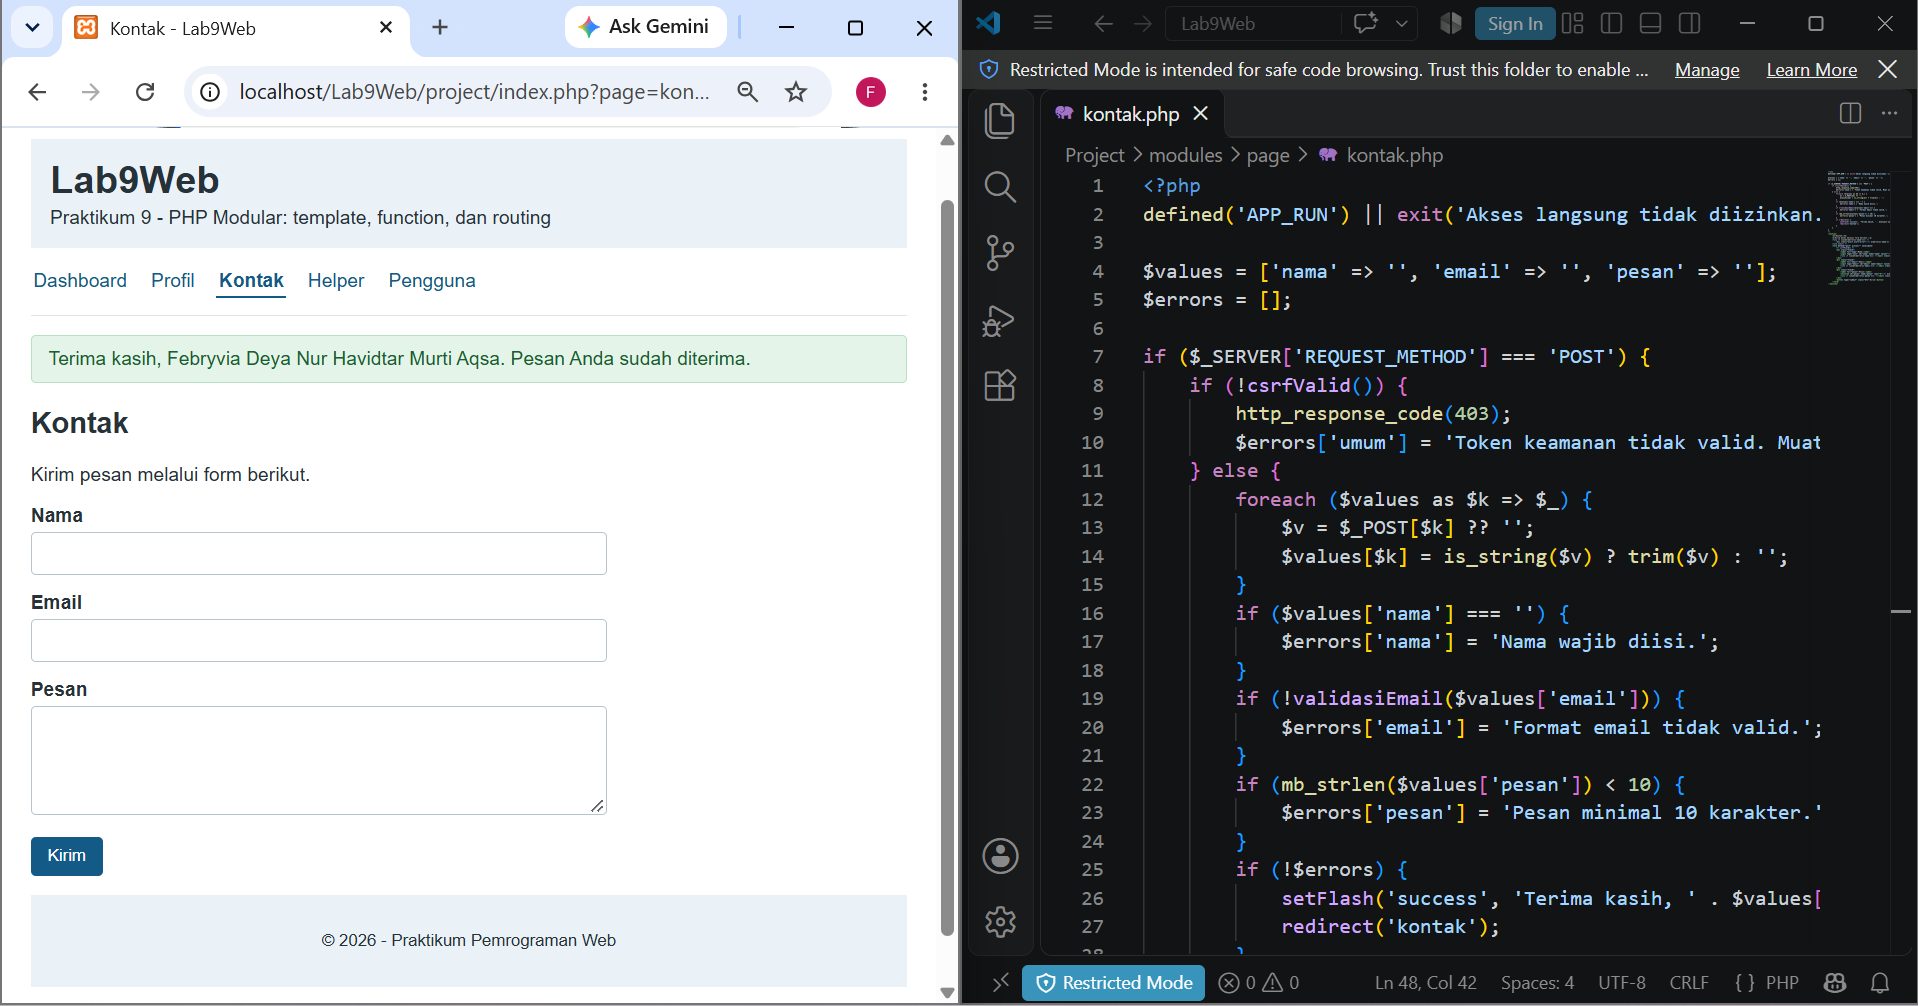 Kontak - Lab9Web
Ask Gemini
localhost/Lab9Web/project/index.php?page=kon...
F
Lab9Web
Praktikum 9 - PHP Modular: template, function, dan routing
Dashboard Profil Kontak Helper Pengguna
Terima kasih, Febryvia Deya Nur Havidtar Murti Aqsa. Pesan Anda sudah diterima.
Kontak
Kirim pesan melalui form berikut.
Nama
Email
Pesan
Kirim
© 2026 - Praktikum Pemrograman Web
Lab9Web
Sign In
Restricted Mode is intended for safe code browsing. Trust this folder to enable ... Manage Learn More
kontak.php
Project > modules > page > kontak.php
1 <?php
2 defined('APP_RUN') || exit('Akses langsung tidak diizinkan.
3
4 $values = ['nama' => '', 'email' => '', 'pesan' => ''];
5 $errors = [];
6
7 if ($_SERVER['REQUEST_METHOD'] === 'POST') {
8 if (!csrfValid()) {
9 http_response_code(403);
10 $errors['umum'] = 'Token keamanan tidak valid. Muat
11 } else {
12 foreach ($values as $k => $_) {
13 $v = $_POST[$k] ?? '';
14 $values[$k] = is_string($v) ? trim($v) : '';
15 }
16 if ($values['nama'] === '') {
17 $errors['nama'] = 'Nama wajib diisi.';
18 }
19 if (!validasiEmail($values['email'])) {
20 $errors['email'] = 'Format email tidak valid.';
21 }
22 if (mb_strlen($values['pesan']) < 10) {
23 $errors['pesan'] = 'Pesan minimal 10 karakter.'
24 }
25 if (!$errors) {
26 setFlash('success', 'Terima kasih, ' . $values[
27 redirect('kontak');
28 }
Restricted Mode 0 0 Ln 48, Col 42 Spaces: 4 UTF-8 CRLF { } PHP